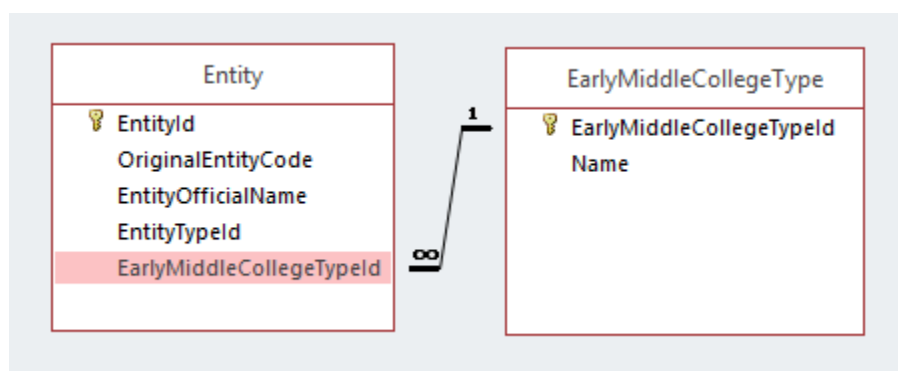 Entity
EntityId
OriginalEntityCode
EntityOfficialName
EntityTypeId
EarlyMiddleCollegeTypeId
∞
1
EarlyMiddleCollegeType
EarlyMiddleCollegeTypeId
Name